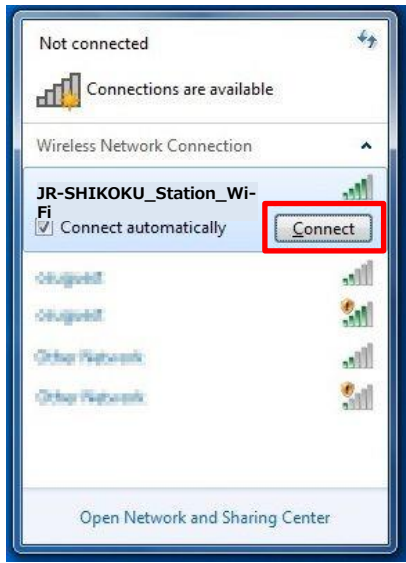 Not connected
Connections are available
Wireless Network Connection
JR-SHIKOKU_Station_Wi-
Fi
Connect automatically
Connect
Open Network and Sharing Center